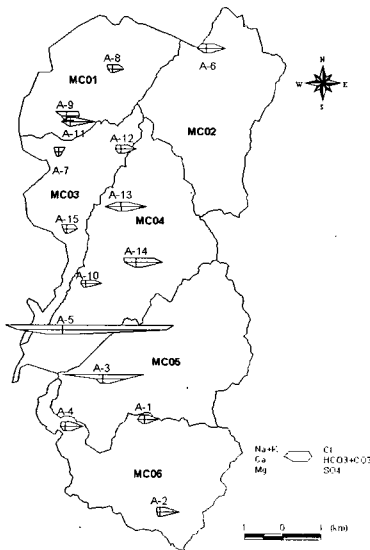 A-8
A-6
MC01
N
W E
S
A-9
A-11
A-12
MC02
A-7
MC03
A-13
MC04
A-15
A-14
A-10
A-5
MC05
A-3
A-4
A-1
Cl
Ca HCO3+CO3
Mg SO4
MC06
A-2
1 0 1 (km)